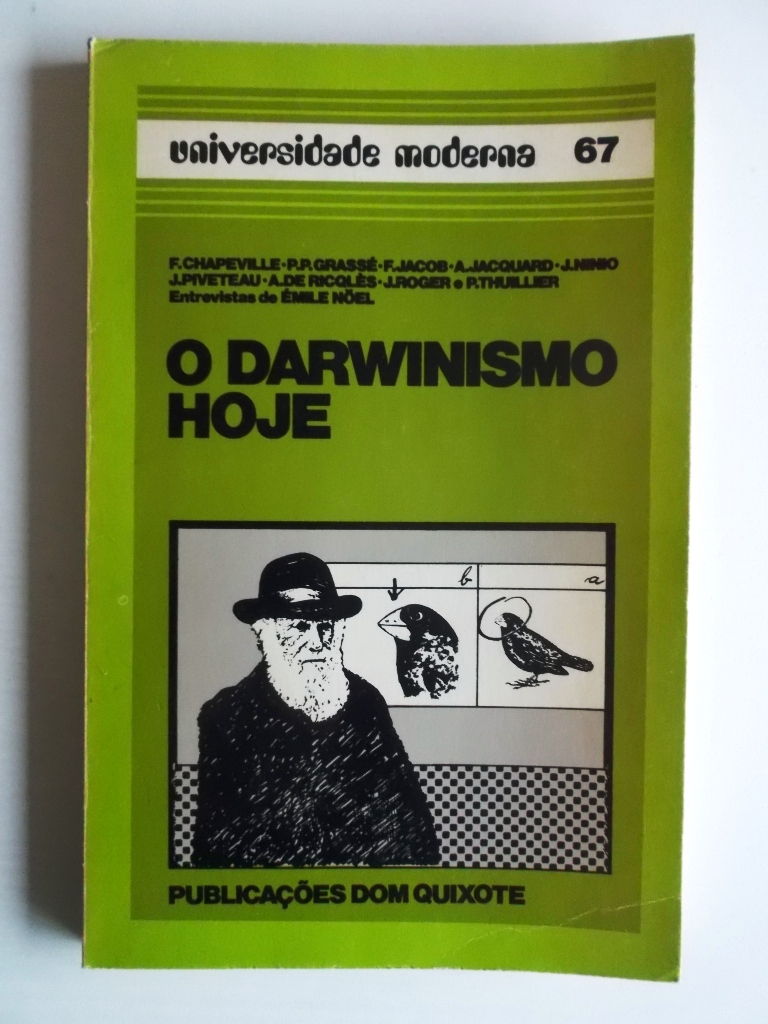 universidade moderna 67
F. CHAPEVILLE • P.P. GRASSÉ • F. JACOB • A. JACQUARD • J. NINIO
J. PIVETEAU • A. DE RICQLÈS • J. ROGER e P. THUILLIER
Entrevistas de ÉMILE NÖEL
O DARWINISMO
HOJE
b a
PUBLICAÇÕES DOM QUIXOTE